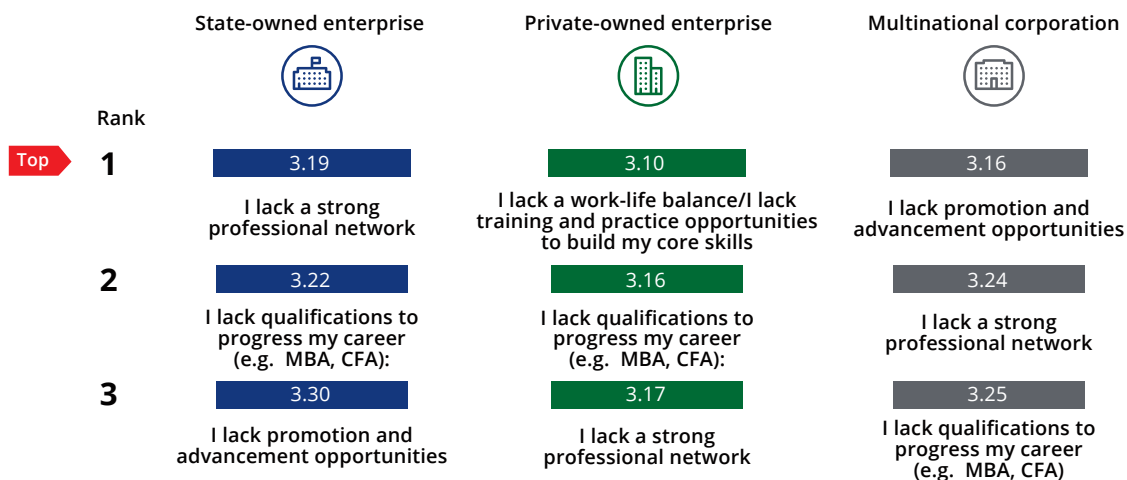 State-owned enterprise
Private-owned enterprise
Multinational corporation
Rank
Top
1
3.19
I lack a strong
professional network
3.10
I lack a work-life balance/I lack
training and practice opportunities
to build my core skills
3.16
I lack promotion and
advancement opportunities
2
3.22
I lack qualifications to
progress my career
(e.g. MBA, CFA):
3.16
I lack qualifications to
progress my career
(e.g. MBA, CFA):
3.24
I lack a strong
professional network
3
3.30
I lack promotion and
advancement opportunities
3.17
I lack a strong
professional network
3.25
I lack qualifications to
progress my career
(e.g. MBA, CFA)